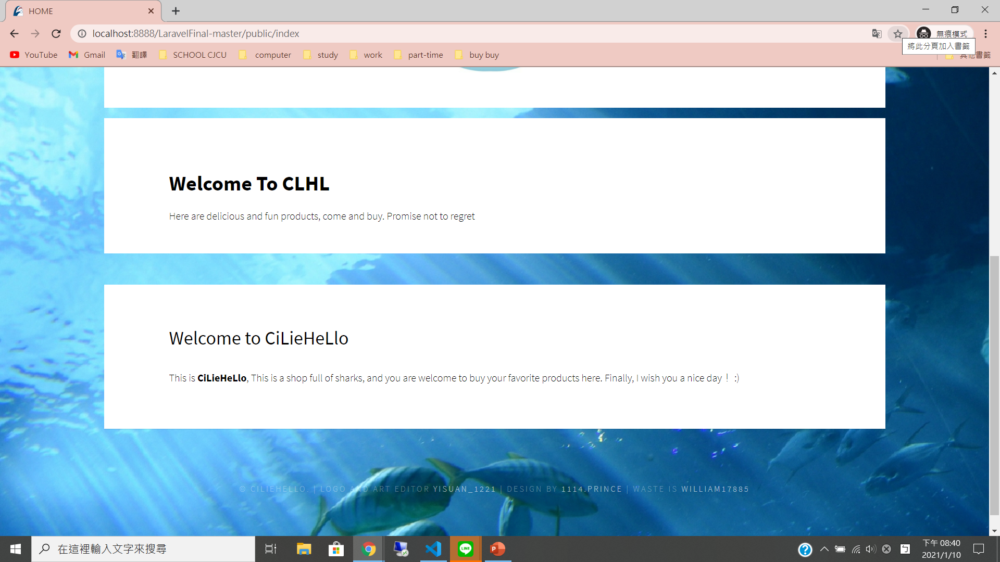 HOME
localhost:8888/LaravelFinal-master/public/index
無痕模式
將此分頁加入書籤
YouTube
Gmail
翻譯
SCHOOL CJCU
computer
study
work
part-time
buy buy
其他書籤
Welcome To CLHL
Here are delicious and fun products, come and buy. Promise not to regret
Welcome to CiLieHeLlo
This is CiLieHeLlo, This is a shop full of sharks, and you are welcome to buy your favorite products here. Finally, I wish you a nice day！ :)
© CILIEHELLO. | LOGO AND ART EDITOR YISUAN_1221 | DESIGN BY 1114.PRINCE | WASTE IS WILLIAM17885
在這裡輸入文字來搜尋
LINE
ㄅ
下午 08:40
2021/1/10